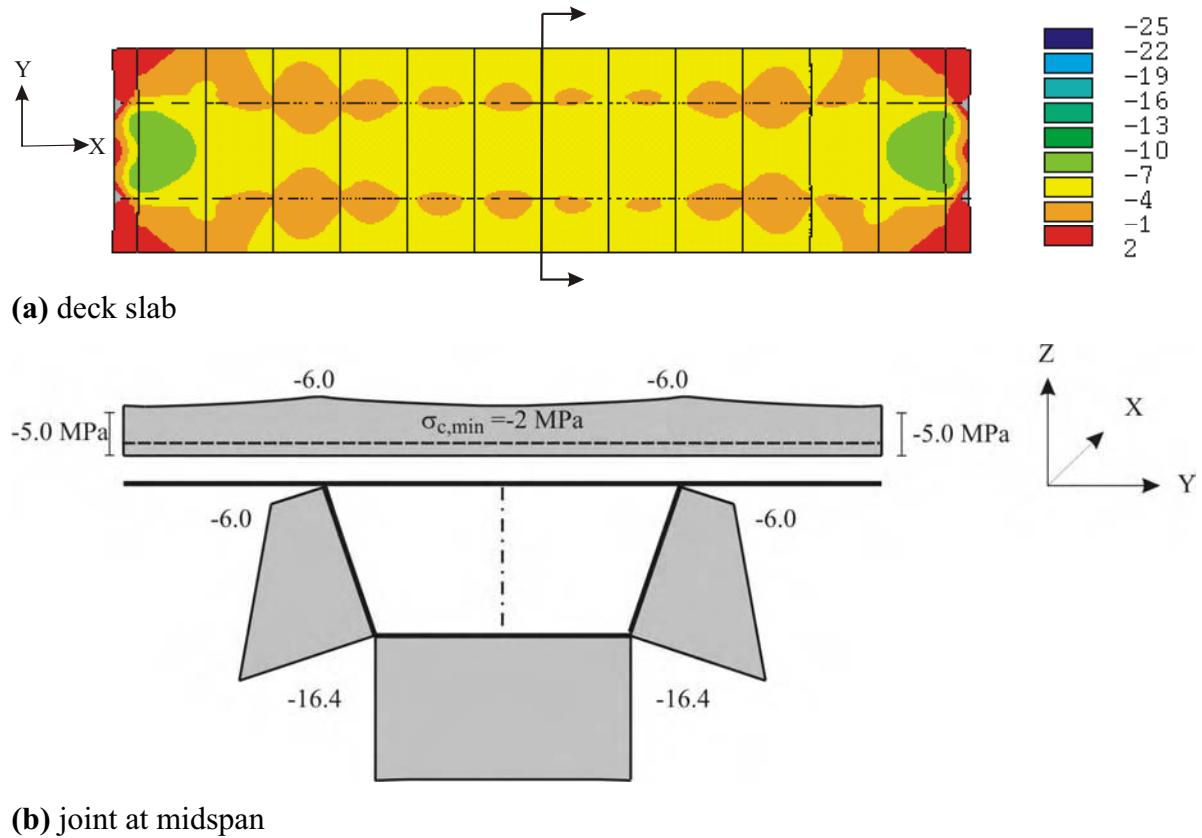 Y
X
-25
-22
-19
-16
-13
-10
-7
-4
-1
2
(a) deck slab
-6.0 -6.0
-5.0 MPa σc,min =-2 MPa -5.0 MPa
Z
X
Y
-6.0 -6.0
-16.4 -16.4
(b) joint at midspan